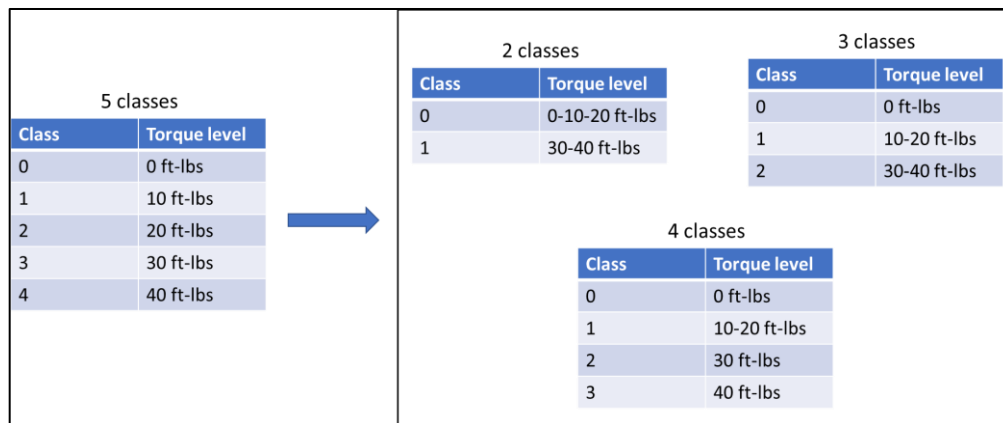 5 classes
Class Torque level
0 0 ft-lbs
1 10 ft-lbs
2 20 ft-lbs
3 30 ft-lbs
4 40 ft-lbs
2 classes
Class Torque level
0 0-10-20 ft-lbs
1 30-40 ft-lbs
3 classes
Class Torque level
0 0 ft-lbs
1 10-20 ft-lbs
2 30-40 ft-lbs
4 classes
Class Torque level
0 0 ft-lbs
1 10-20 ft-lbs
2 30 ft-lbs
3 40 ft-lbs